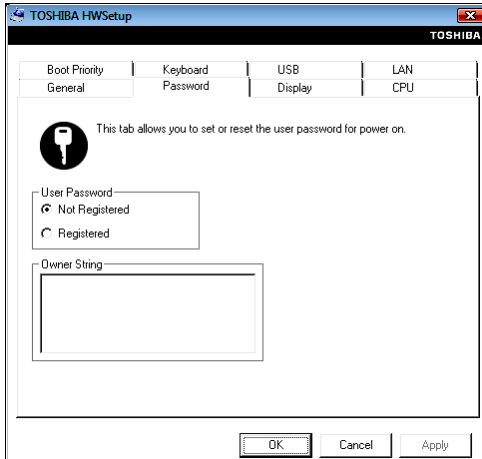 TOSHIBA HWSetup
TOSHIBA
Boot Priority Keyboard USB LAN
General Password Display CPU
This tab allows you to set or reset the user password for power on.
User Password
Not Registered
Registered
Owner String
OK Cancel Apply